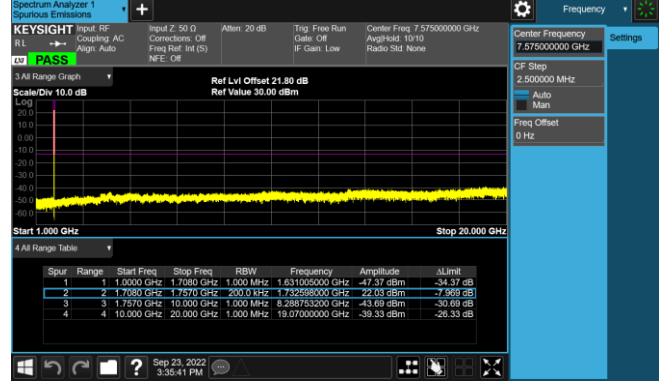 Spectrum Analyzer 1
Spurious Emissions
Frequency
KEYSIGHT Input: RF
R L Coupling: AC
Align: Auto
LXI PASS
Input Z: 50 Ω
Corrections: Off
Freq Ref: Int (S)
NFE: Off
Atten: 20 dB
Trig: Free Run
Gate: Off
IF Gain: Low
Center Freq: 7.575000000 GHz
Avg|Hold: 10/10
Radio Std: None
Center Frequency
7.575000000 GHz
Settings
CF Step
2.500000 MHz
Auto
Man
Freq Offset
0 Hz
3 All Range Graph
Ref Lvl Offset 21.80 dB
Scale/Div 10.0 dB Ref Value 30.00 dBm
Log
20.0
10.0
0.00
-10.0
-20.0
-30.0
-40.0
-50.0
-60.0
Start 1.000 GHz Stop 20.000 GHz
4 All Range Table
Spur Range Start Freq Stop Freq RBW Frequency Amplitude ΔLimit
1 1 1.0000 GHz 1.7080 GHz 1.000 MHz 1.631005000 GHz -47.37 dBm -34.37 dB
2 2 1.7080 GHz 1.7570 GHz 200.0 kHz 1.732598000 GHz 22.03 dBm -7.969 dB
3 3 1.7570 GHz 10.000 GHz 1.000 MHz 8.288753200 GHz -43.69 dBm -30.69 dB
4 4 10.000 GHz 20.000 GHz 1.000 MHz 19.07000000 GHz -39.33 dBm -26.33 dB
? Sep 23, 2022
3:35:41 PM